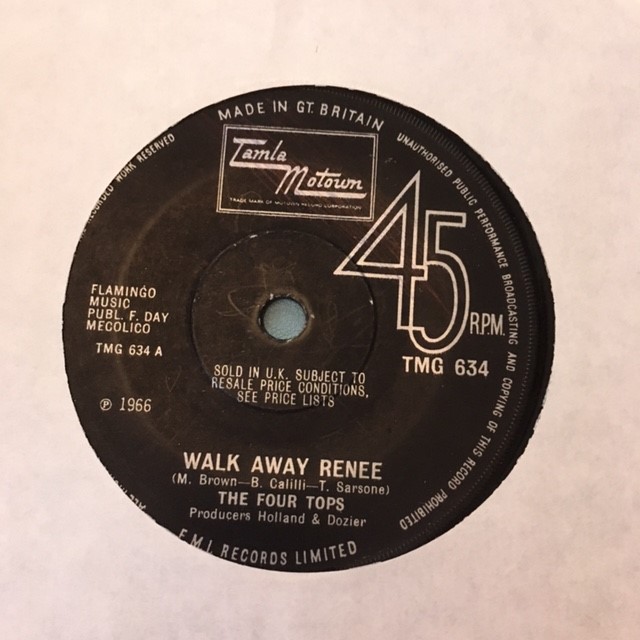 MADE IN GT. BRITAIN
UNAUTHORISED PUBLIC PERFORMANCE BROADCASTING AND COPYING OF THIS RECORD PROHIBITED
WORK RESERVED
Tamla
Motown
TRADE MARK OF MOTOWN RECORD CORPORATION
45
R.P.M.
TMG 634
FLAMINGO
MUSIC
PUBL. F. DAY
MECOLICO
TMG 634 A
℗ 1966
SOLD IN U.K. SUBJECT TO
RESALE PRICE CONDITIONS,
SEE PRICE LISTS
WALK AWAY RENEE
(M. Brown—B. Calilli—T. Sarsone)
THE FOUR TOPS
Producers Holland & Dozier
E.M.I. RECORDS LIMITED